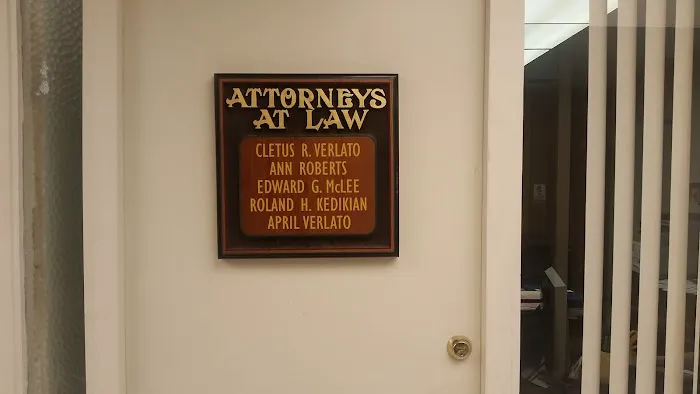 ATTORNEYS
AT LAW
CLETUS R. VERLATO
ANN ROBERTS
EDWARD G. McLEE
ROLAND H. KEDIKIAN
APRIL VERLATO